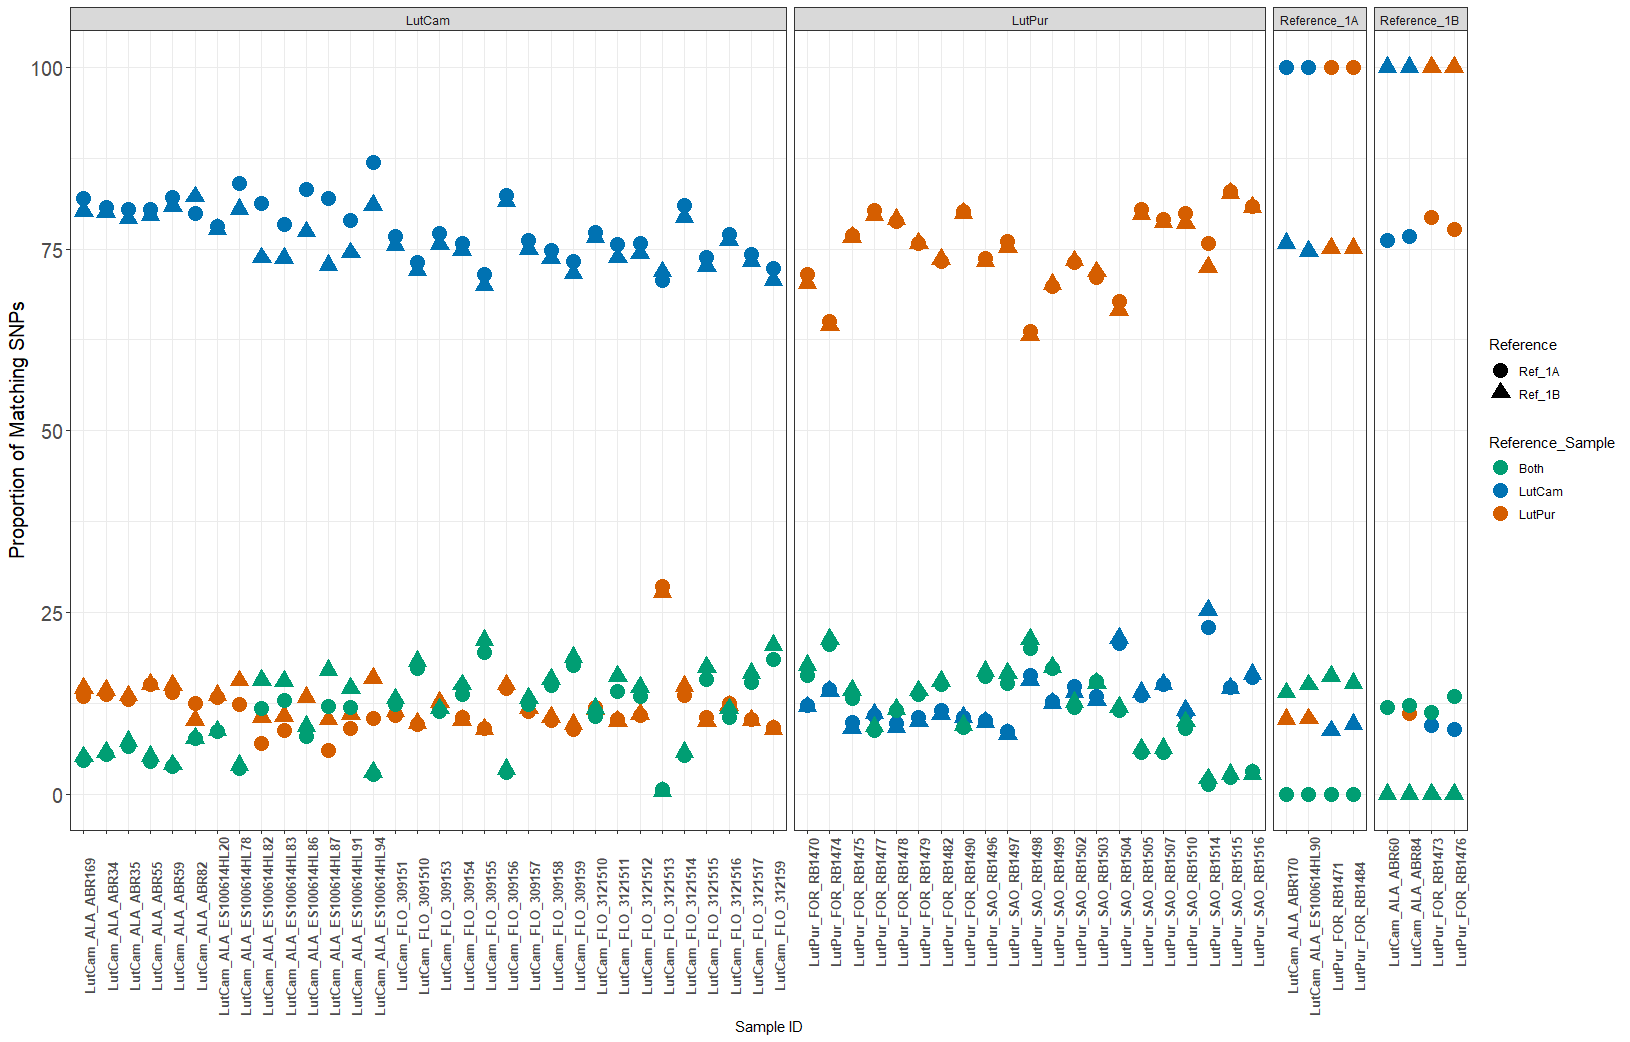 LutCam
LutPur
Reference_1A
Reference_1B
100
75
50
25
0
Proportion of Matching SNPs
LutCam_ALA_ABR169
LutCam_ALA_ABR34
LutCam_ALA_ABR35
LutCam_ALA_ABR55
LutCam_ALA_ABR59
LutCam_ALA_ABR82
LutCam_ALA_ES100614HL20
LutCam_ALA_ES100614HL78
LutCam_ALA_ES100614HL82
LutCam_ALA_ES100614HL83
LutCam_ALA_ES100614HL86
LutCam_ALA_ES100614HL87
LutCam_ALA_ES100614HL91
LutCam_ALA_ES100614HL94
LutCam_FLO_309151
LutCam_FLO_3091510
LutCam_FLO_309153
LutCam_FLO_309154
LutCam_FLO_309155
LutCam_FLO_309156
LutCam_FLO_309157
LutCam_FLO_309158
LutCam_FLO_309159
LutCam_FLO_3121510
LutCam_FLO_3121511
LutCam_FLO_3121512
LutCam_FLO_3121513
LutCam_FLO_3121514
LutCam_FLO_3121515
LutCam_FLO_3121516
LutCam_FLO_3121517
LutCam_FLO_312159
LutPur_FOR_RB1470
LutPur_FOR_RB1474
LutPur_FOR_RB1475
LutPur_FOR_RB1477
LutPur_FOR_RB1478
LutPur_FOR_RB1479
LutPur_FOR_RB1482
LutPur_FOR_RB1490
LutPur_SAO_RB1496
LutPur_SAO_RB1497
LutPur_SAO_RB1498
LutPur_SAO_RB1499
LutPur_SAO_RB1502
LutPur_SAO_RB1503
LutPur_SAO_RB1504
LutPur_SAO_RB1505
LutPur_SAO_RB1507
LutPur_SAO_RB1510
LutPur_SAO_RB1514
LutPur_SAO_RB1515
LutPur_SAO_RB1516
LutCam_ALA_ABR170
LutCam_ALA_ES100614HL90
LutPur_FOR_RB1471
LutPur_FOR_RB1484
LutCam_ALA_ABR60
LutCam_ALA_ABR84
LutPur_FOR_RB1473
LutPur_FOR_RB1476
Sample ID
Reference
Ref_1A
Ref_1B
Reference_Sample
Both
LutCam
LutPur